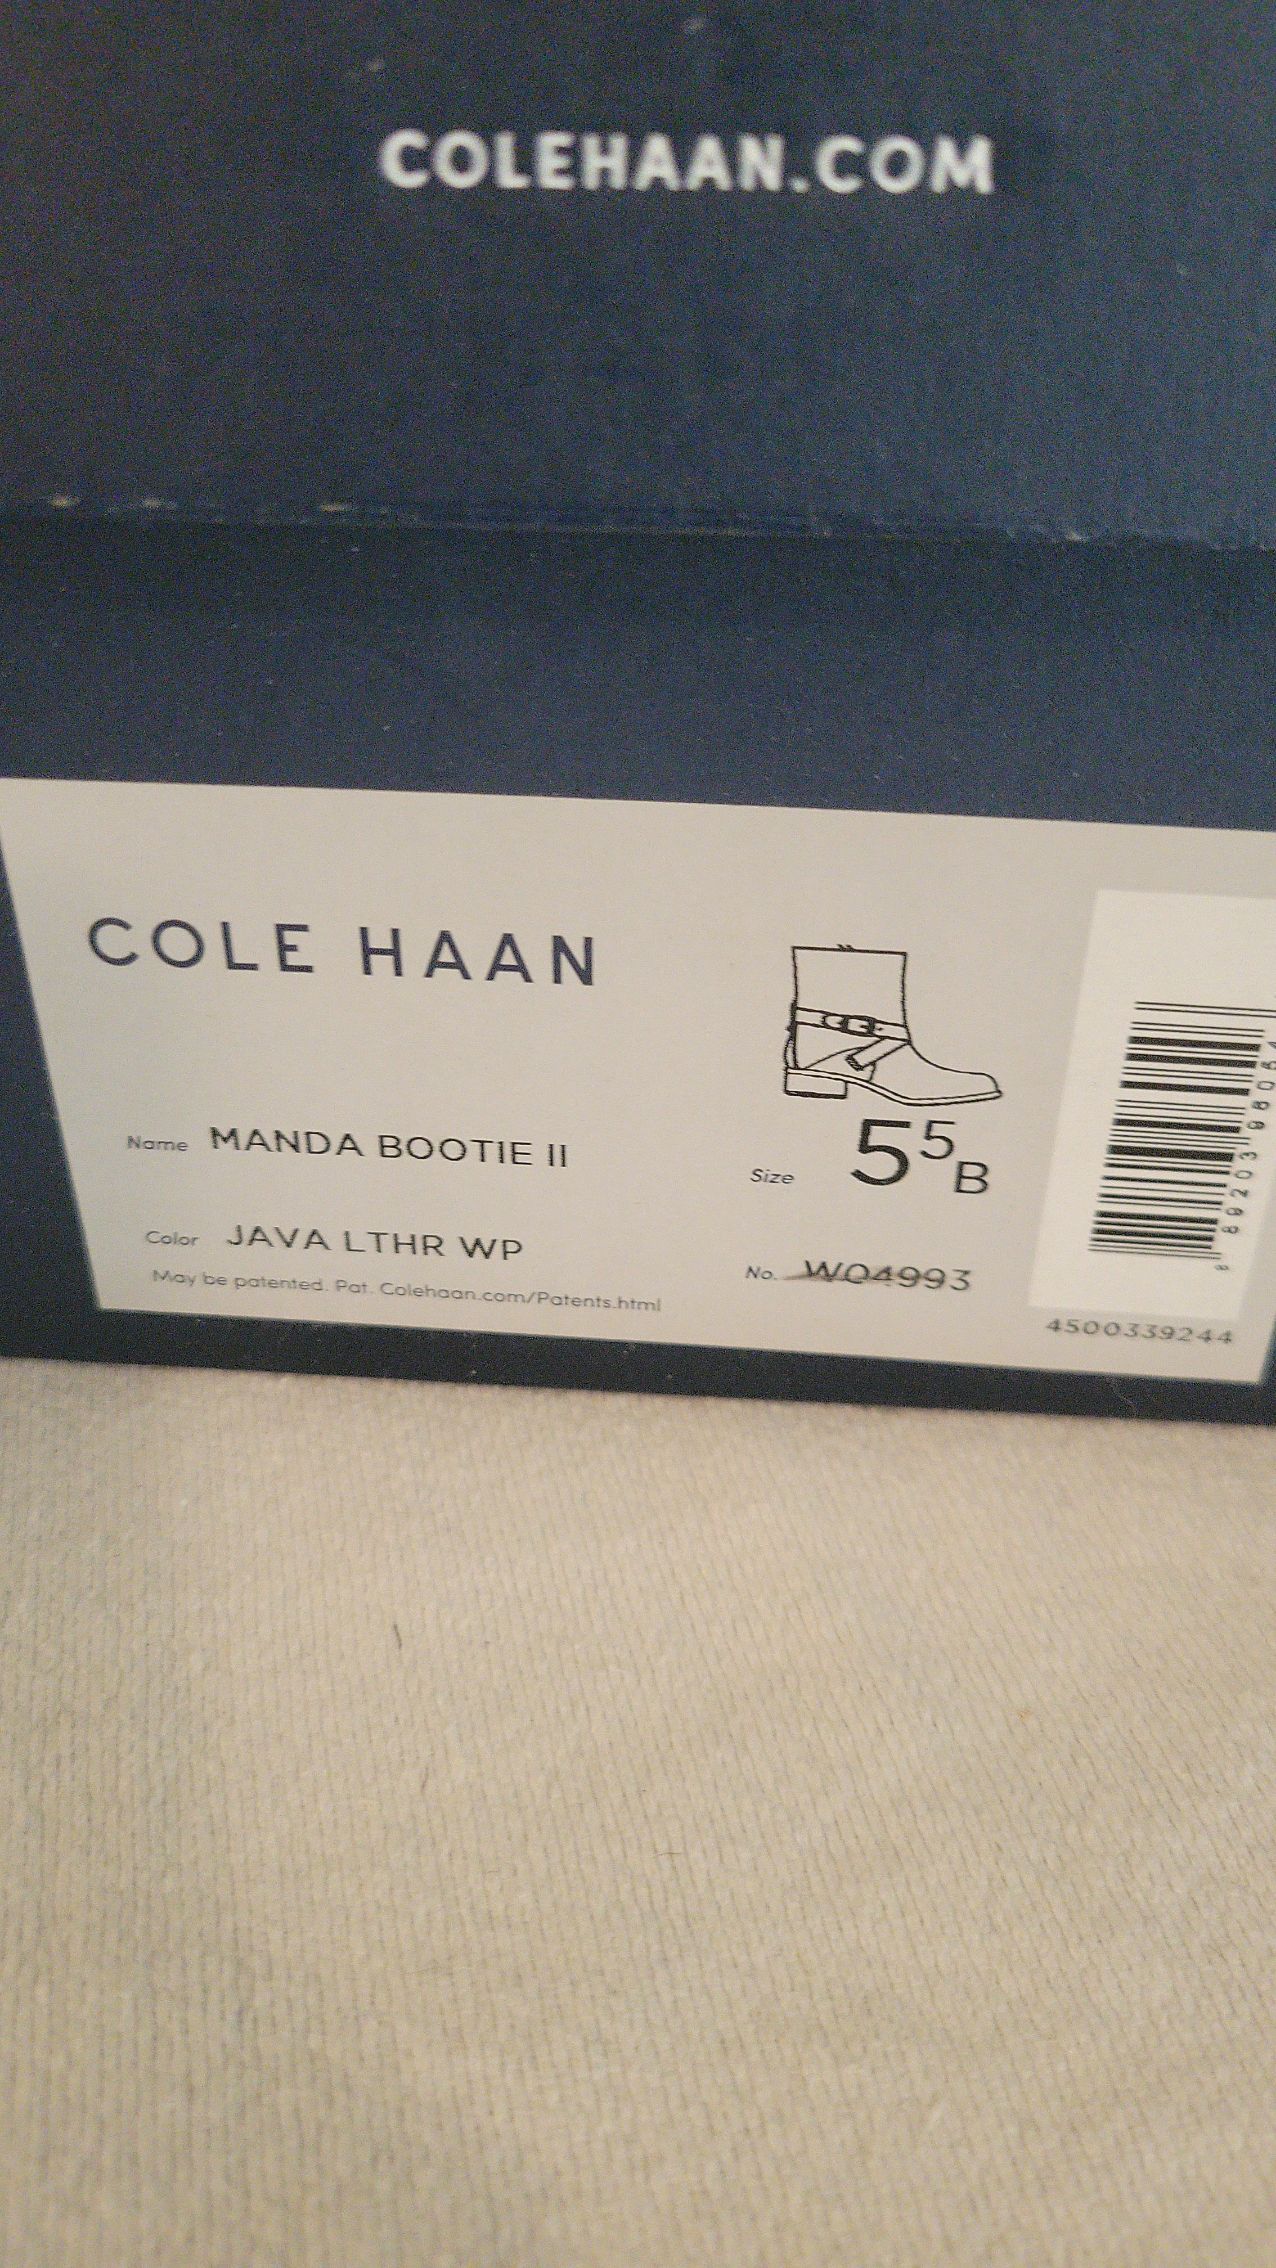 COLEHAAN.COM
COLE HAAN
Name MANDA BOOTIE II
Size 5 5 B
Color JAVA LTHR WP
No. W04993
May be patented. Pat. Colehaan.com/Patents.html
4500339244